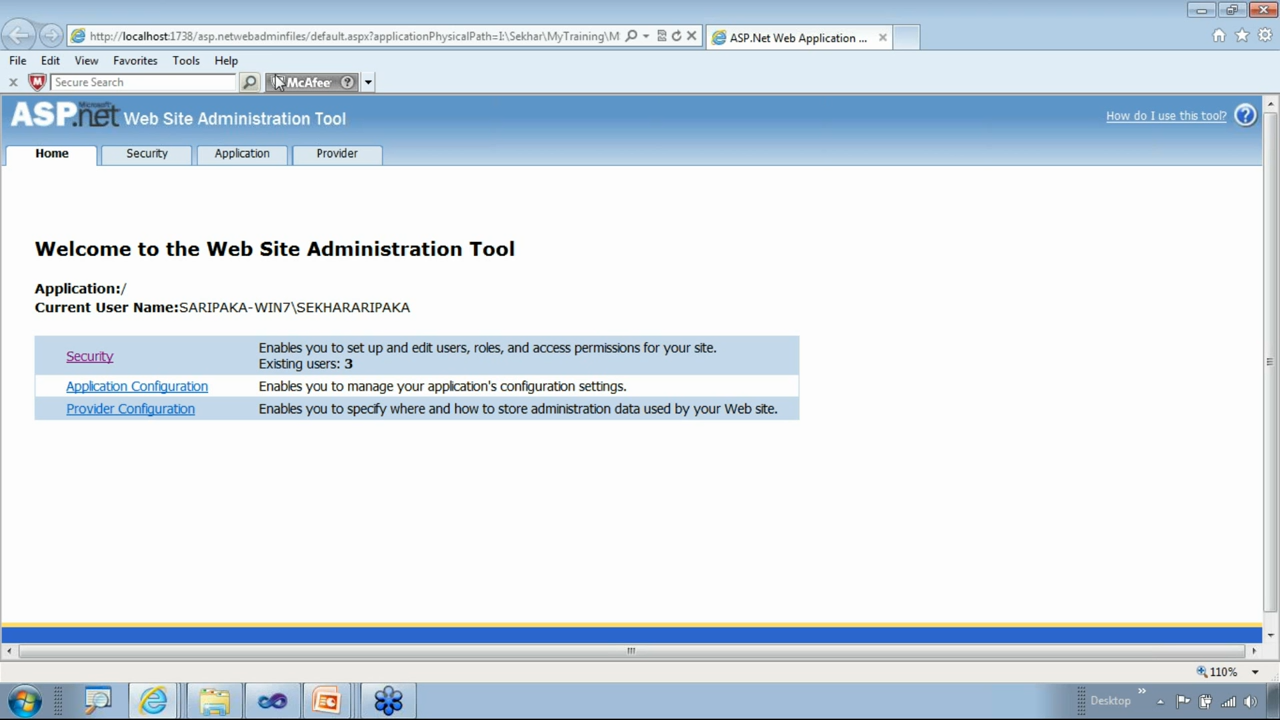 http://localhost:1738/asp.netwebadminfiles/default.aspx?applicationPhysicalPath=I:\Sekhar\MyTraining\M
ASP.Net Web Application ...
File Edit View Favorites Tools Help
Secure Search
McAfee
Microsoft
ASP.net Web Site Administration Tool
How do I use this tool?
Home Security Application Provider
Welcome to the Web Site Administration Tool
Application:/
Current User Name:SARIPAKA-WIN7\SEKHARARIPAKA
Security Enables you to set up and edit users, roles, and access permissions for your site.
Existing users: 3
Application Configuration Enables you to manage your application's configuration settings.
Provider Configuration Enables you to specify where and how to store administration data used by your Web site.
110%
Desktop